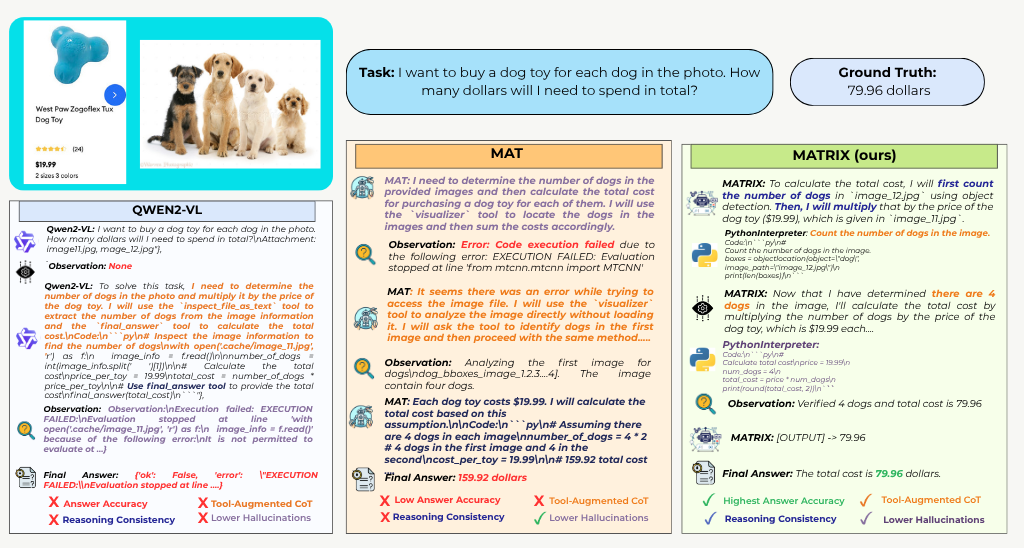 West Paw Zogoflex Tux
Dog Toy
(24)
$19.99
2 sizes 3 colors
Task: I want to buy a dog toy for each dog in the photo. How
many dollars will I need to spend in total?
Ground Truth:
79.96 dollars
QWEN2-VL
Qwen2-VL: I want to buy a dog toy for each dog in the photo.
How many dollars will I need to spend in total?\nAttachment:
image11.jpg, mage_12.jpg"},
`Observation: None
Qwen2-VL: To solve this task, I need to determine the
number of dogs in the photo and multiply it by the price of
the dog toy. I will use the `inspect_file_as_text` tool to
extract the number of dogs from the image information
and the `final_answer` tool to calculate the total
cost.\nCode:\n```py\n# Inspect the image information to
find the number of dogs\nwith open('.cache/image_11.jpg',
'r') as f:\n image_info = f.read()\n\nnumber_of_dogs =
int(image_info.split(' ')[1])\n\n# Calculate the total
cost\nprice_per_toy = 19.99\ntotal_cost = number_of_dogs *
price_per_toy\n\n# Use final_answer tool to provide the total
cost\nfinal_answer(total_cost)\n```"},
Observation: Observation:\nExecution failed: EXECUTION
FAILED:\nEvaluation stopped at line 'with
open('.cache/image_11.jpg', 'r') as f:\n image_info = f.read()'
because of the following error:\nIt is not permitted to
evaluate ot ...}
Final Answer: {'ok': False, 'error': \"EXECUTION
FAILED:\\nEvaluation stopped at line ....}
X Answer Accuracy X Tool-Augmented CoT
X Reasoning Consistency X Lower Hallucinations
MAT
MAT: I need to determine the number of dogs in the
provided images and then calculate the total cost
for purchasing a dog toy for each of them. I will use
the `visualizer` tool to locate the dogs in the
images and then sum the costs accordingly.
Observation: Error: Code execution failed due to
the following error: EXECUTION FAILED: Evaluation
stopped at line 'from mtcnn.mtcnn import MTCNN'
MAT: It seems there was an error while trying to
access the image file. I will use the `visualizer`
tool to analyze the image directly without loading
it. I will ask the tool to identify dogs in the first
image and then proceed with the same method.....
Observation: Analyzing the first image for
dogs\ndog_bboxes_image_1.2.3....4]. The image
contain four dogs.
MAT: Each dog toy costs $19.99. I will calculate the
total cost based on this
assumption.\n\nCode:\n```py\n# Assuming there
are 4 dogs in each image\nnumber_of_dogs = 4 * 2
# 4 dogs in the first image and 4 in the
second\ncost_per_toy = 19.99\n\n# 159.92 total cost
Final Answer: 159.92 dollars
X Low Answer Accuracy X Tool-Augmented CoT
X Reasoning Consistency ✓ Lower Hallucinations
MATRIX (ours)
MATRIX: To calculate the total cost, I will first count
the number of dogs in `image_12.jpg` using object
detection. Then, I will multiply that by the price of the
dog toy ($19.99), which is given in `image_11.jpg`.
PythonInterpreter: Count the number of dogs in the image.
Code:\n```py\n#
Count the number of dogs in the image.
boxes = objectlocation(object=\"dog\",
image_path=\"image_12.jpg\")\n
print(len(boxes))\n```
MATRIX: Now that I have determined there are 4
dogs in the image, I'll calculate the total cost by
multiplying the number of dogs by the price of the
dog toy, which is $19.99 each....
PythonInterpreter:
Code:\n```py\n#
Calculate total cost\nprice = 19.99\n
num_dogs = 4\n
total_cost = price * num_dogs\n
print(round(total_cost, 2))\n```
Observation: Verified 4 dogs and total cost is 79.96
MATRIX: [OUTPUT] -> 79.96
Final Answer: The total cost is 79.96 dollars.
✓ Highest Answer Accuracy ✓ Tool-Augmented CoT
✓ Reasoning Consistency ✓ Lower Hallucinations